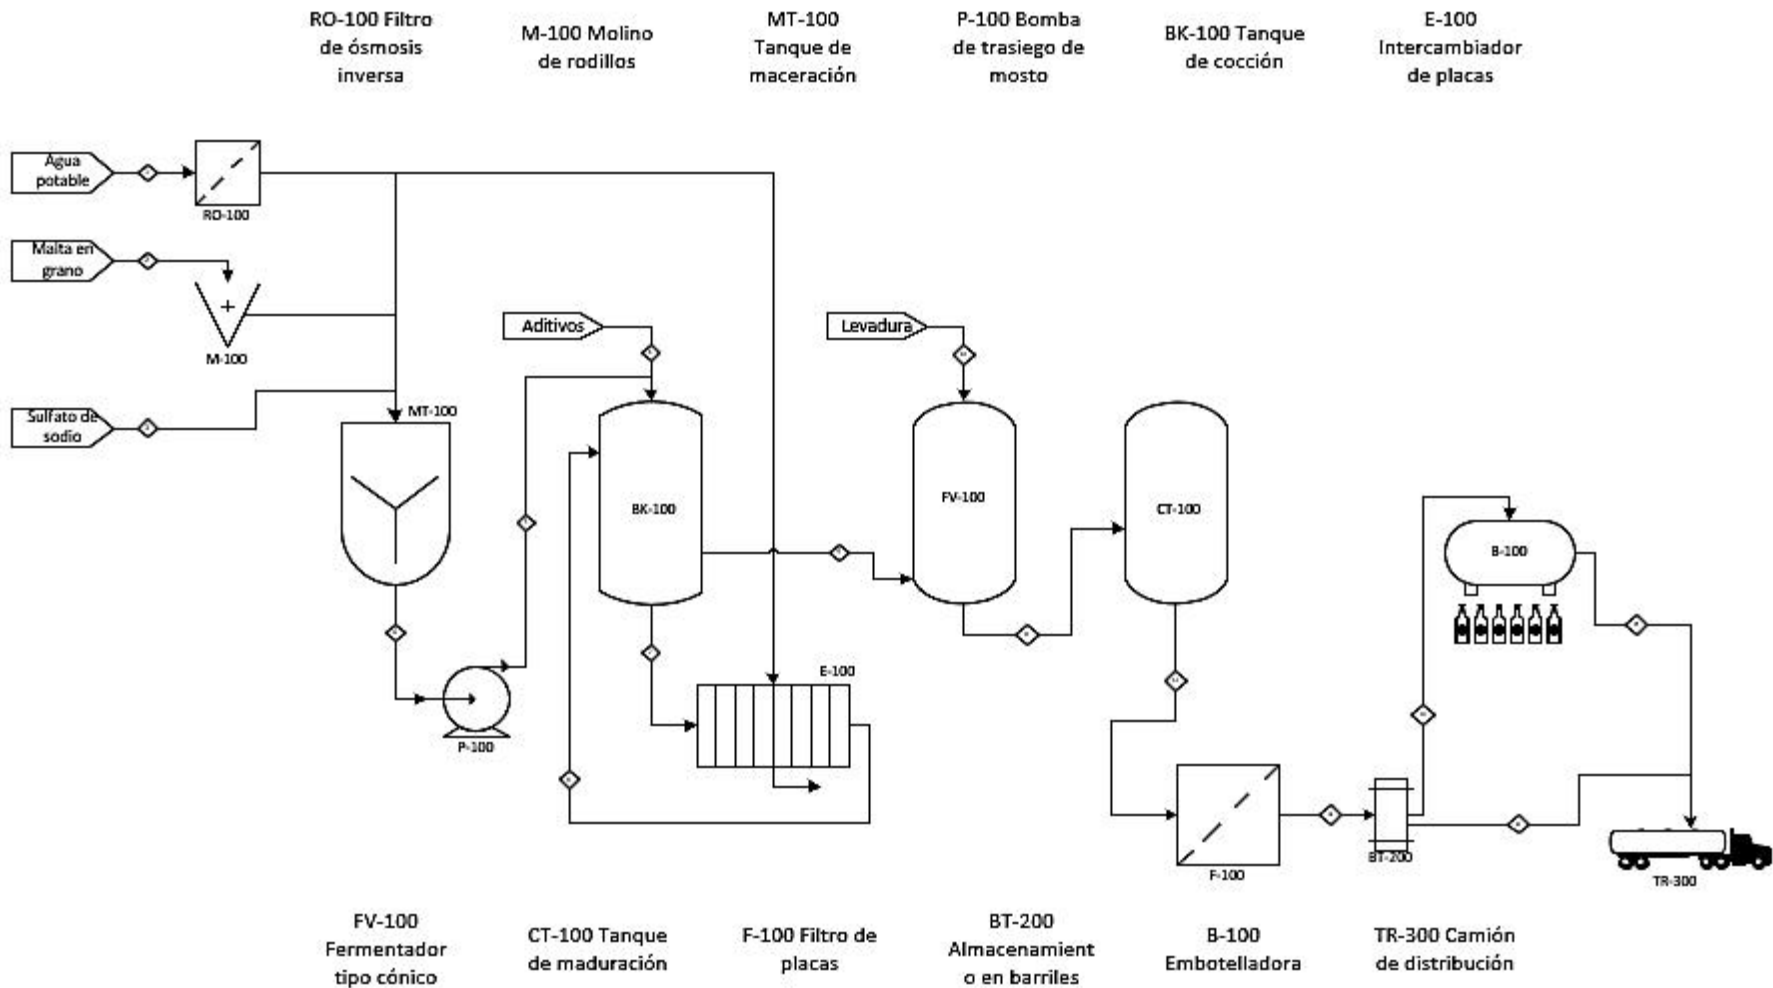 RO-100 Filtro
de ósmosis
inversa
M-100 Molino
de rodillos
MT-100
Tanque de
maceración
P-100 Bomba
de trasiego de
mosto
BK-100 Tanque
de cocción
E-100
Intercambiador
de placas
Agua
potable
RO-100
Malta en
grano
M-100
Sulfato de
sodio
MT-100
Aditivos
Levadura
BK-100
FV-100
CT-100
B-100
E-100
P-100
F-100
BT-200
TR-300
FV-100
Fermentador
tipo cónico
CT-100 Tanque
de maduración
F-100 Filtro de
placas
BT-200
Almacenamient
o en barriles
B-100
Embotelladora
TR-300 Camión
de distribución